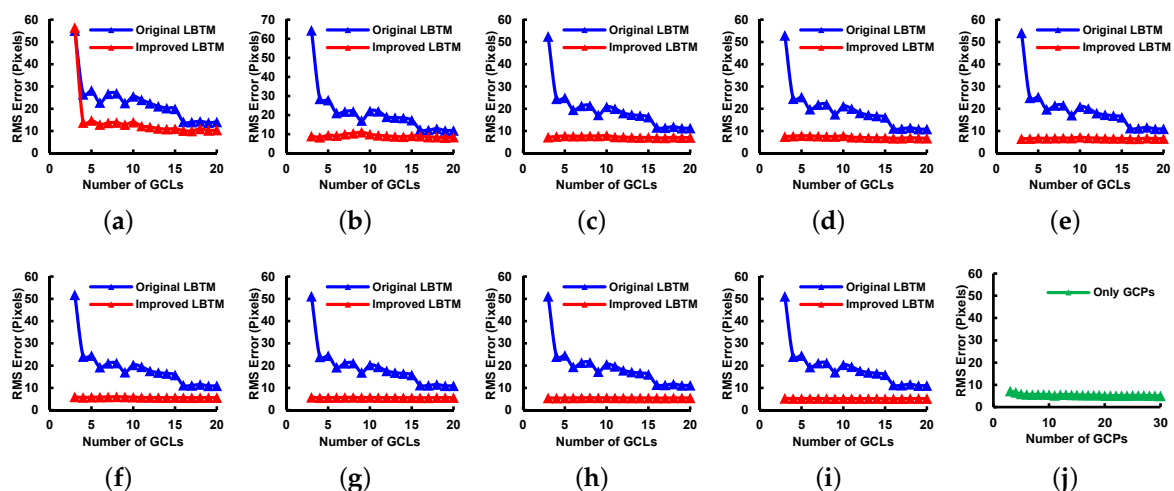 60 50 40 30 20 10 0
RMS Error (Pixels)
Original LBTM
Improved LBTM
0 5 10 15 20
Number of GCLs
(a)
70 60 50 40 30 20 10 0
RMS Error (Pixels)
Original LBTM
Improved LBTM
0 5 10 15 20
Number of GCLs
(b)
60 50 40 30 20 10 0
RMS Error (Pixels)
Original LBTM
Improved LBTM
0 5 10 15 20
Number of GCLs
(c)
60 50 40 30 20 10 0
RMS Error (Pixels)
Original LBTM
Improved LBTM
0 5 10 15 20
Number of GCLs
(d)
60 50 40 30 20 10 0
RMS Error (Pixels)
Original LBTM
Improved LBTM
0 5 10 15 20
Number of GCLs
(e)
60 50 40 30 20 10 0
RMS Error (Pixels)
Original LBTM
Improved LBTM
0 5 10 15 20
Number of GCLs
(f)
60 50 40 30 20 10 0
RMS Error (Pixels)
Original LBTM
Improved LBTM
0 5 10 15 20
Number of GCLs
(g)
60 50 40 30 20 10 0
RMS Error (Pixels)
Original LBTM
Improved LBTM
0 5 10 15 20
Number of GCLs
(h)
60 50 40 30 20 10 0
RMS Error (Pixels)
Original LBTM
Improved LBTM
0 5 10 15 20
Number of GCLs
(i)
60 50 40 30 20 10 0
RMS Error (Pixels)
Only GCPs
0 10 20 30
Number of GCPs
(j)